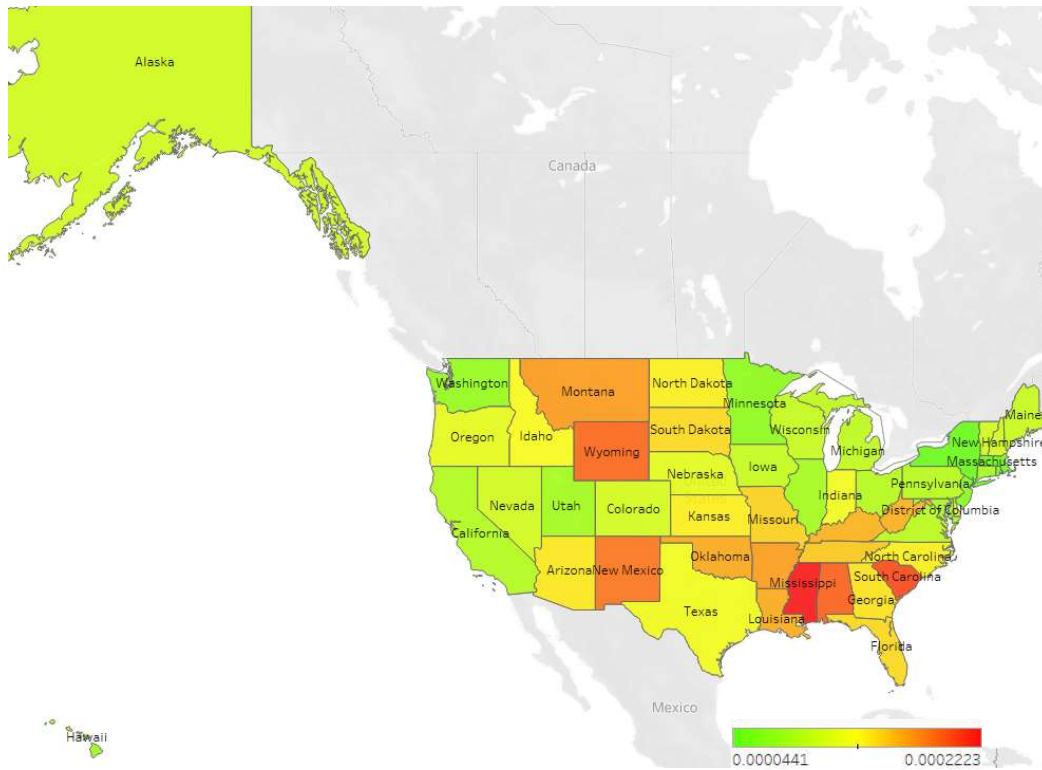 Alaska
Canada
Washington
Montana
North Dakota
Minnesota
Maine
Oregon
Idaho
Wyoming
South Dakota
Wisconsin
Michigan
New Hampshire
Massachusetts
Nebraska
Iowa
Pennsylvania
Nevada
Utah
Colorado
Kansas
Missouri
Indiana
District of Columbia
California
Arizona
New Mexico
Oklahoma
North Carolina
Mississippi
South Carolina
Texas
Louisiana
Georgia
Florida
Mexico
Hawaii
0.0000441
0.0002223